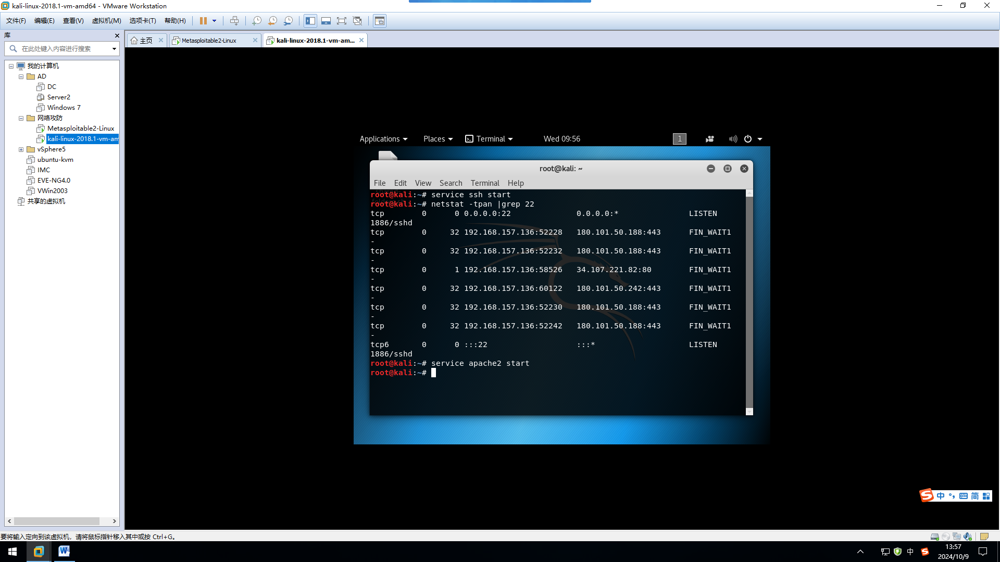 kali-linux-2018.1-vm-amd64 - VMware Workstation
文件(F) 编辑(E) 查看(V) 虚拟机(M) 选项卡(T) 帮助(H)
库
在此处键入内容进行搜索
我的计算机
AD
DC
Server2
Windows 7
网络攻防
Metasploitable2-Linux
kali-linux-2018.1-vm-am
vSphere5
ubuntu-kvm
IMC
EVE-NG4.0
VWin2003
共享的虚拟机
主页 Metasploitable2-Linux kali-linux-2018.1-vm-am...
Applications Places Terminal Wed 09:56 1
root@kali: ~
File Edit View Search Terminal Help
root@kali:~# service ssh start
root@kali:~# netstat -tpan |grep 22
tcp 0 0 0.0.0.0:22 0.0.0.0:* LISTEN
1886/sshd
tcp 0 32 192.168.157.136:52228 180.101.50.188:443 FIN_WAIT1
-
tcp 0 32 192.168.157.136:52232 180.101.50.188:443 FIN_WAIT1
-
tcp 0 1 192.168.157.136:58526 34.107.221.82:80 FIN_WAIT1
-
tcp 0 32 192.168.157.136:60122 180.101.50.242:443 FIN_WAIT1
-
tcp 0 32 192.168.157.136:52230 180.101.50.188:443 FIN_WAIT1
-
tcp 0 32 192.168.157.136:52242 180.101.50.188:443 FIN_WAIT1
-
tcp6 0 0 :::22 :::* LISTEN
1886/sshd
root@kali:~# service apache2 start
root@kali:~#
中 简
要将输入定向到该虚拟机，请将鼠标指针移入其中或按 Ctrl+G。
中
13:57
2024/10/9